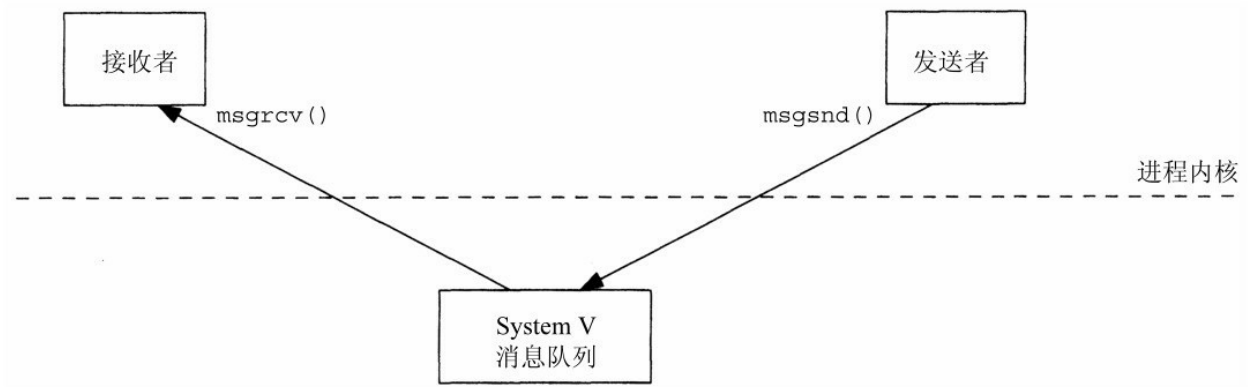 接收者
发送者
msgrcv()
msgsnd()
进程内核
System V
消息队列